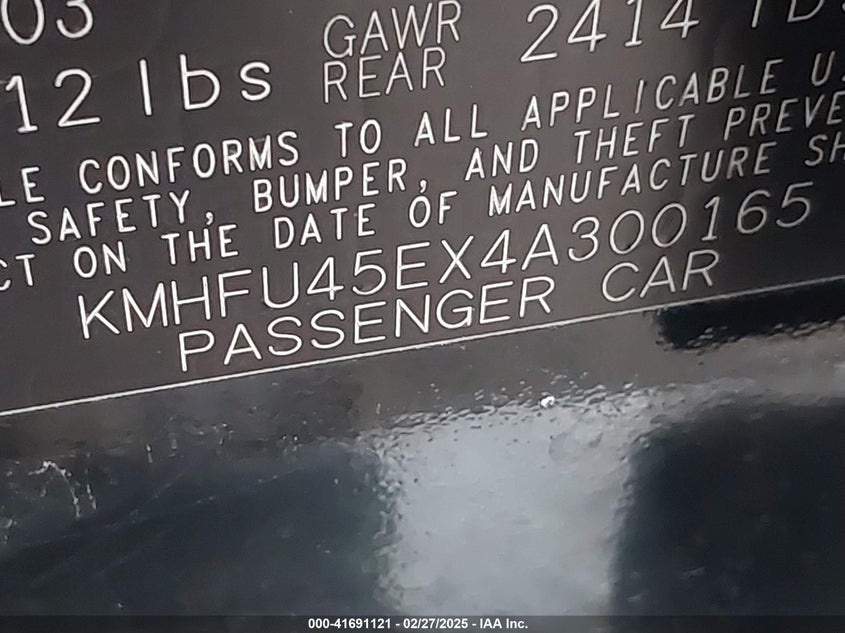 03
12 lbs
GAWR
REAR
2414
LE CONFORMS TO ALL APPLICABLE U.
SAFETY, BUMPER, AND THEFT PREVE
CT ON THE DATE OF MANUFACTURE SH
KMHFU45EX4A300165
PASSENGER CAR
000-41691121 - 02/27/2025 - IAA Inc.